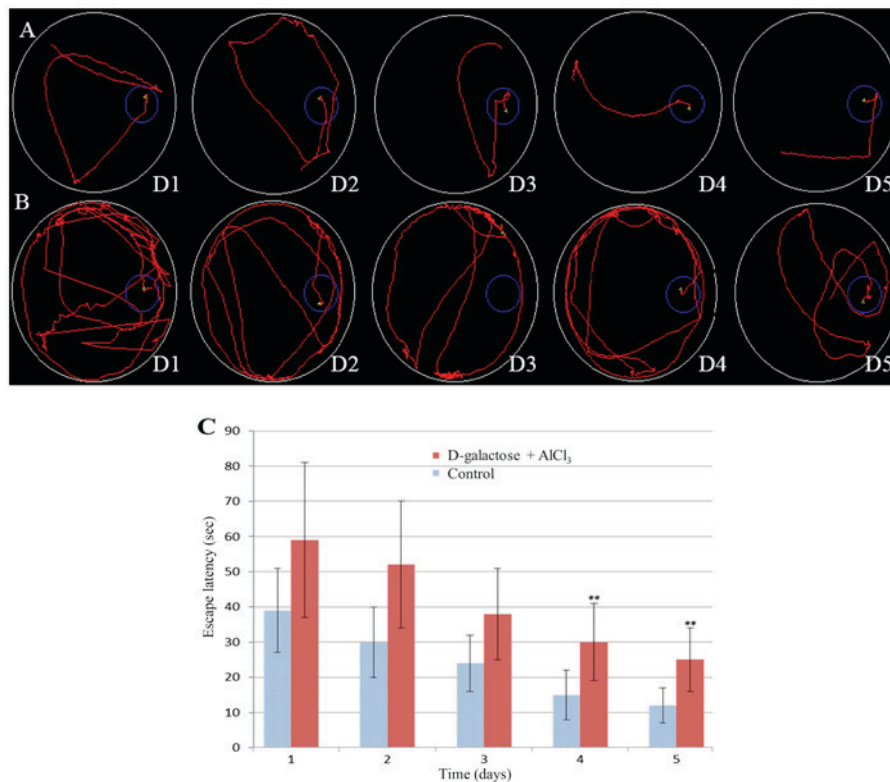 A
D1 D2 D3 D4 D5
B
D1 D2 D3 D4 D5
C
D-galactose + AlCl₃
Control
Escape latency (sec)
90
80
70
60
50
40
30
20
10
0
** **
1 2 3 4 5
Time (days)